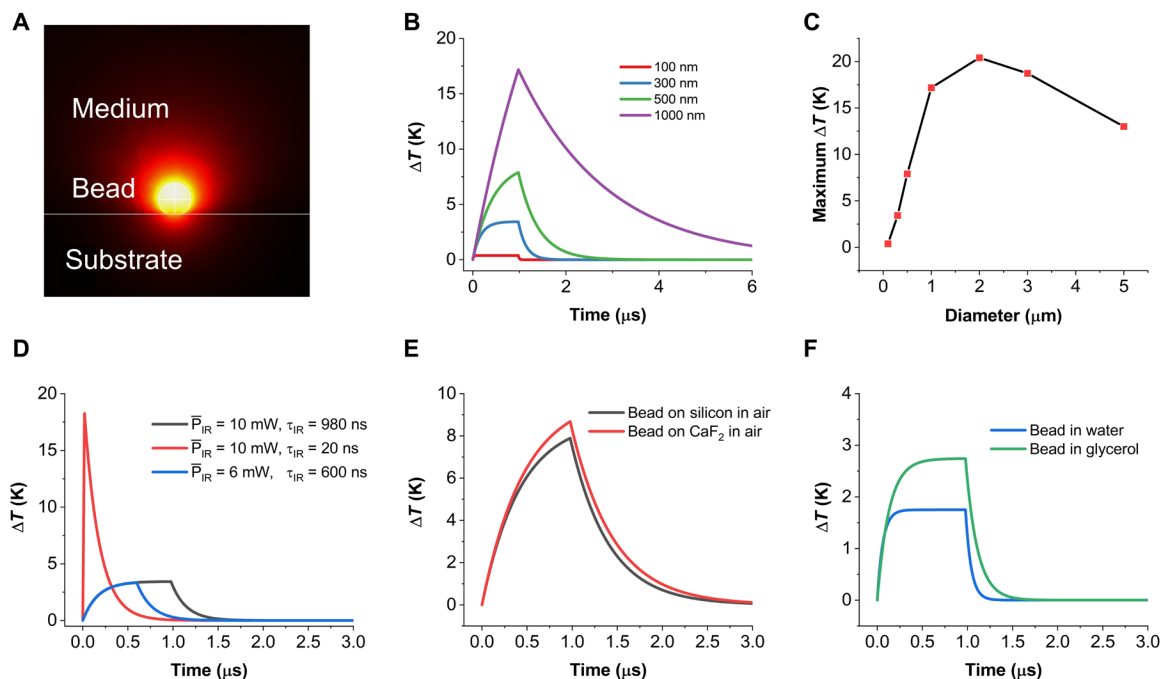 A
Medium
Bead
Substrate
B
20
15
10
5
0
0
2
4
6
ΔT (K)
Time (μs)
100 nm
300 nm
500 nm
1000 nm
C
20
15
10
5
0
0
1
2
3
4
5
Maximum ΔT (K)
Diameter (μm)
D
20
15
10
5
0
0.0
0.5
1.0
1.5
2.0
2.5
3.0
ΔT (K)
Time (μs)
P̅IR = 10 mW, τIR = 980 ns
P̅IR = 10 mW, τIR = 20 ns
P̅IR = 6 mW, τIR = 600 ns
E
10
8
6
4
2
0
0.0
0.5
1.0
1.5
2.0
2.5
3.0
ΔT (K)
Time (μs)
Bead on silicon in air
Bead on CaF2 in air
F
4
3
2
1
0
0.0
0.5
1.0
1.5
2.0
2.5
3.0
ΔT (K)
Time (μs)
Bead in water
Bead in glycerol